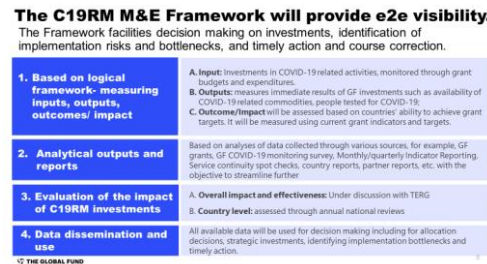 The C19RM M&E Framework will provide e2e visibility
The Framework facilities decision making on investments, identification of
implementation risks and bottlenecks, and timely action and course correction.
1. Based on logical
framework- measuring
inputs, outputs,
outcomes/ impact
A. Input: Investments in COVID-19 related activities, monitored through grant
budgets and expenditures.
B. Outputs: measures immediate results of GF investments such as availability of
COVID-19 related commodities, people tested for COVID-19;
C. Outcome/Impact will be assessed based on countries' ability to achieve grant
targets. It will be measured using current grant indicators and targets.
2. Analytical outputs and
reports
Based on analyses of data collected through various sources, for example, GF
grants, GF COVID-19 monitoring survey, Monthly/quarterly Indicator Reporting,
Service continuity spot checks, country reports, partner reports, etc. with the
objective to streamline further
3. Evaluation of the impact
of C19RM investments
A. Overall impact and effectiveness: Under discussion with TERG
B. Country level: assessed through annual national reviews
4. Data dissemination and
use
All available data will be used for decision making including for allocation
decisions, strategic investments, identifying implementation bottlenecks and
timely action.
THE GLOBAL FUND